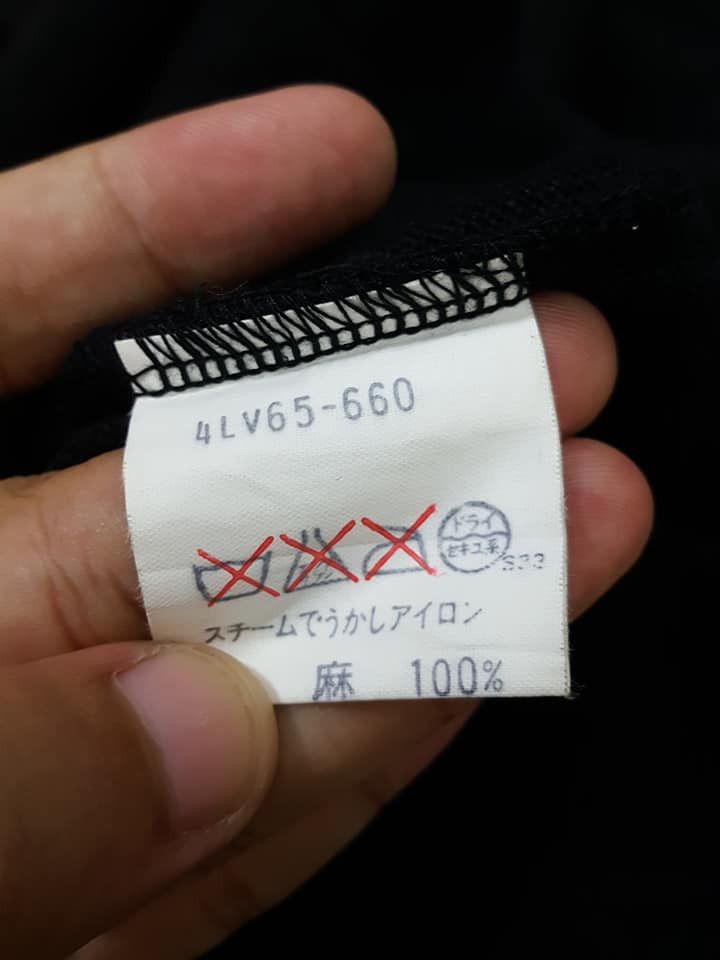 4LV65-660
ドライ
セキユ系
S33
スチームでうかしアイロン
麻 100%